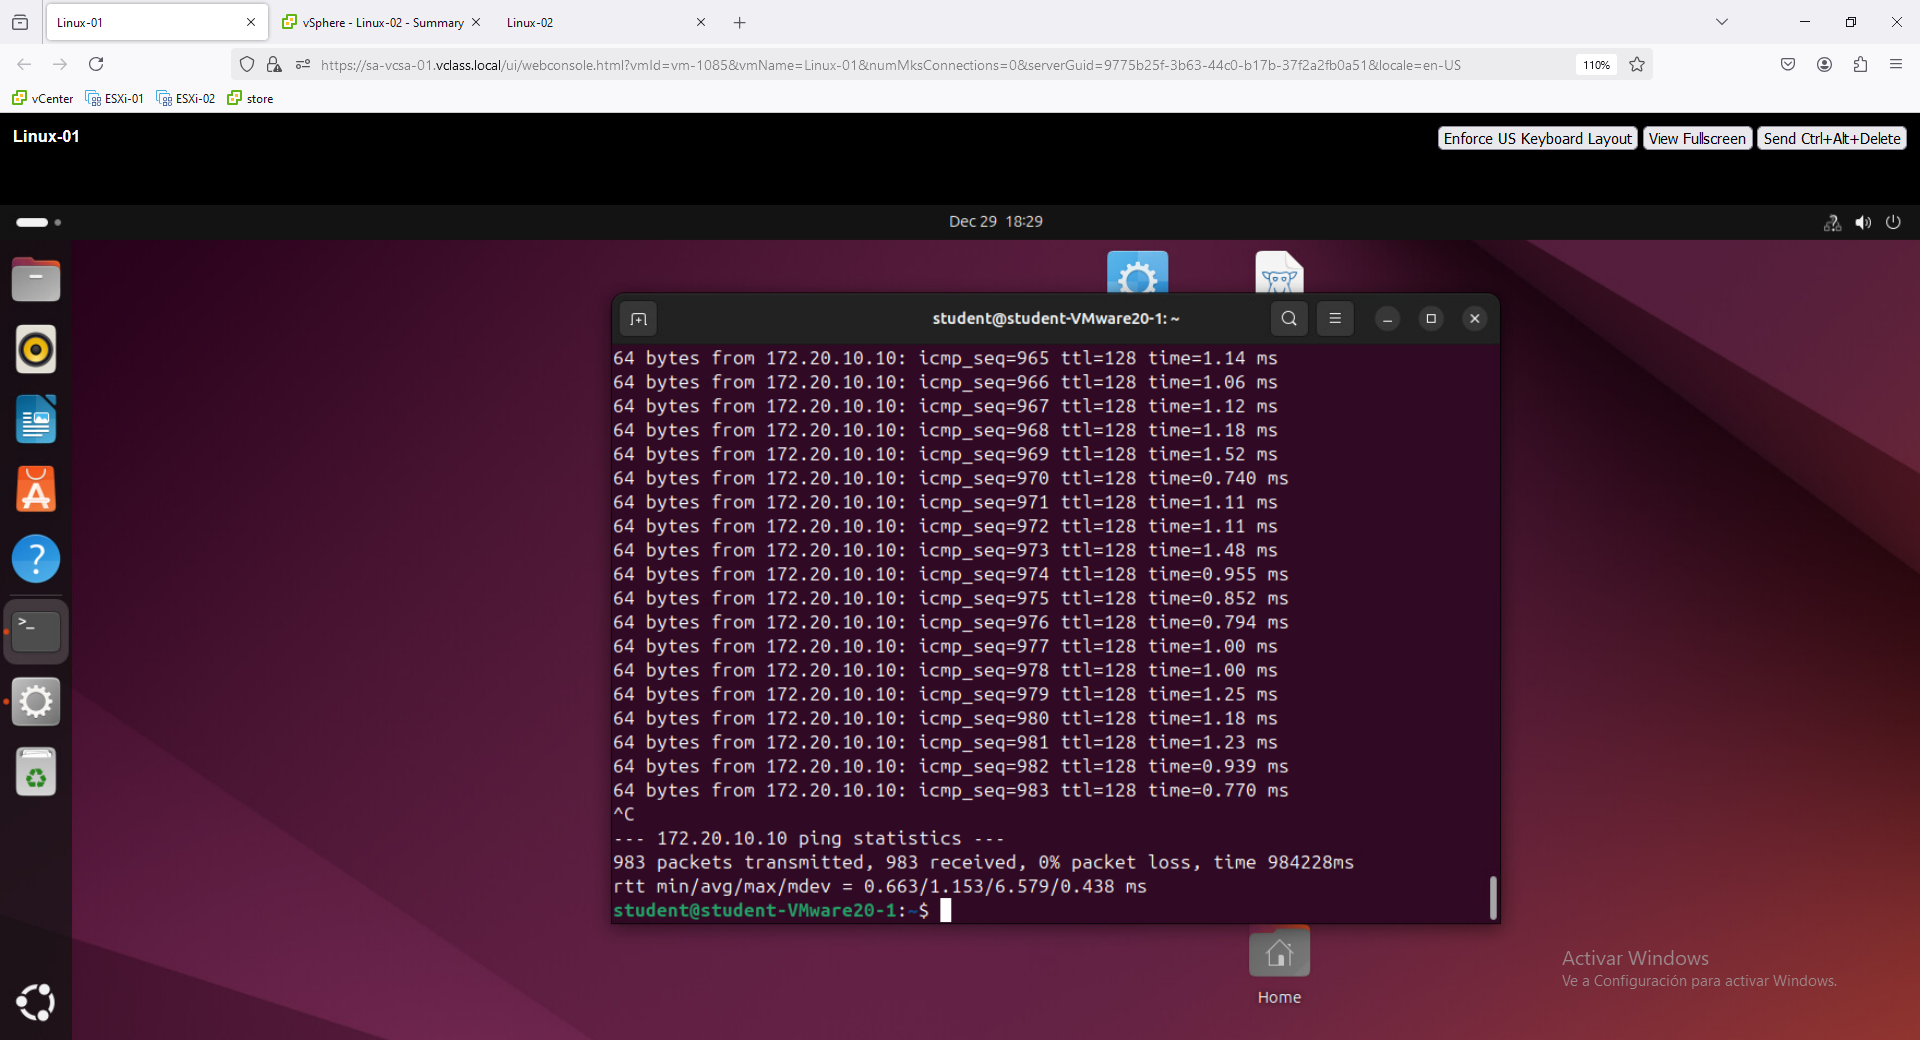 Linux-01
vSphere - Linux-02 - Summary
Linux-02
https://sa-vcsa-01.vclass.local/ui/webconsole.html?vmId=vm-1085&vmName=Linux-01&numMksConnections=0&serverGuid=9775b25f-3b63-44c0-b17b-37f2a2fb0a51&locale=en-US
110%
vCenter
ESXi-01
ESXi-02
store
Linux-01
Enforce US Keyboard Layout
View Fullscreen
Send Ctrl+Alt+Delete
Dec 29 18:29
student@student-VMware20-1: ~
64 bytes from 172.20.10.10: icmp_seq=965 ttl=128 time=1.14 ms
64 bytes from 172.20.10.10: icmp_seq=966 ttl=128 time=1.06 ms
64 bytes from 172.20.10.10: icmp_seq=967 ttl=128 time=1.12 ms
64 bytes from 172.20.10.10: icmp_seq=968 ttl=128 time=1.18 ms
64 bytes from 172.20.10.10: icmp_seq=969 ttl=128 time=1.52 ms
64 bytes from 172.20.10.10: icmp_seq=970 ttl=128 time=0.740 ms
64 bytes from 172.20.10.10: icmp_seq=971 ttl=128 time=1.11 ms
64 bytes from 172.20.10.10: icmp_seq=972 ttl=128 time=1.11 ms
64 bytes from 172.20.10.10: icmp_seq=973 ttl=128 time=1.48 ms
64 bytes from 172.20.10.10: icmp_seq=974 ttl=128 time=0.955 ms
64 bytes from 172.20.10.10: icmp_seq=975 ttl=128 time=0.852 ms
64 bytes from 172.20.10.10: icmp_seq=976 ttl=128 time=0.794 ms
64 bytes from 172.20.10.10: icmp_seq=977 ttl=128 time=1.00 ms
64 bytes from 172.20.10.10: icmp_seq=978 ttl=128 time=1.00 ms
64 bytes from 172.20.10.10: icmp_seq=979 ttl=128 time=1.25 ms
64 bytes from 172.20.10.10: icmp_seq=980 ttl=128 time=1.18 ms
64 bytes from 172.20.10.10: icmp_seq=981 ttl=128 time=1.23 ms
64 bytes from 172.20.10.10: icmp_seq=982 ttl=128 time=0.939 ms
64 bytes from 172.20.10.10: icmp_seq=983 ttl=128 time=0.770 ms
^C
--- 172.20.10.10 ping statistics ---
983 packets transmitted, 983 received, 0% packet loss, time 984228ms
rtt min/avg/max/mdev = 0.663/1.153/6.579/0.438 ms
student@student-VMware20-1:~$
Home
Activar Windows
Ve a Configuración para activar Windows.